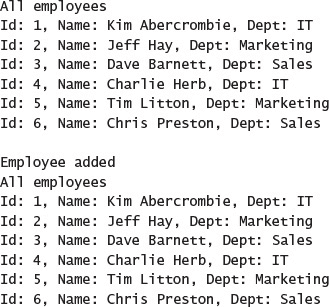 All employees
Id: 1, Name: Kim Abercrombie, Dept: IT
Id: 2, Name: Jeff Hay, Dept: Marketing
Id: 3, Name: Dave Barnett, Dept: Sales
Id: 4, Name: Charlie Herb, Dept: IT
Id: 5, Name: Tim Litton, Dept: Marketing
Id: 6, Name: Chris Preston, Dept: Sales
Employee added
All employees
Id: 1, Name: Kim Abercrombie, Dept: IT
Id: 2, Name: Jeff Hay, Dept: Marketing
Id: 3, Name: Dave Barnett, Dept: Sales
Id: 4, Name: Charlie Herb, Dept: IT
Id: 5, Name: Tim Litton, Dept: Marketing
Id: 6, Name: Chris Preston, Dept: Sales